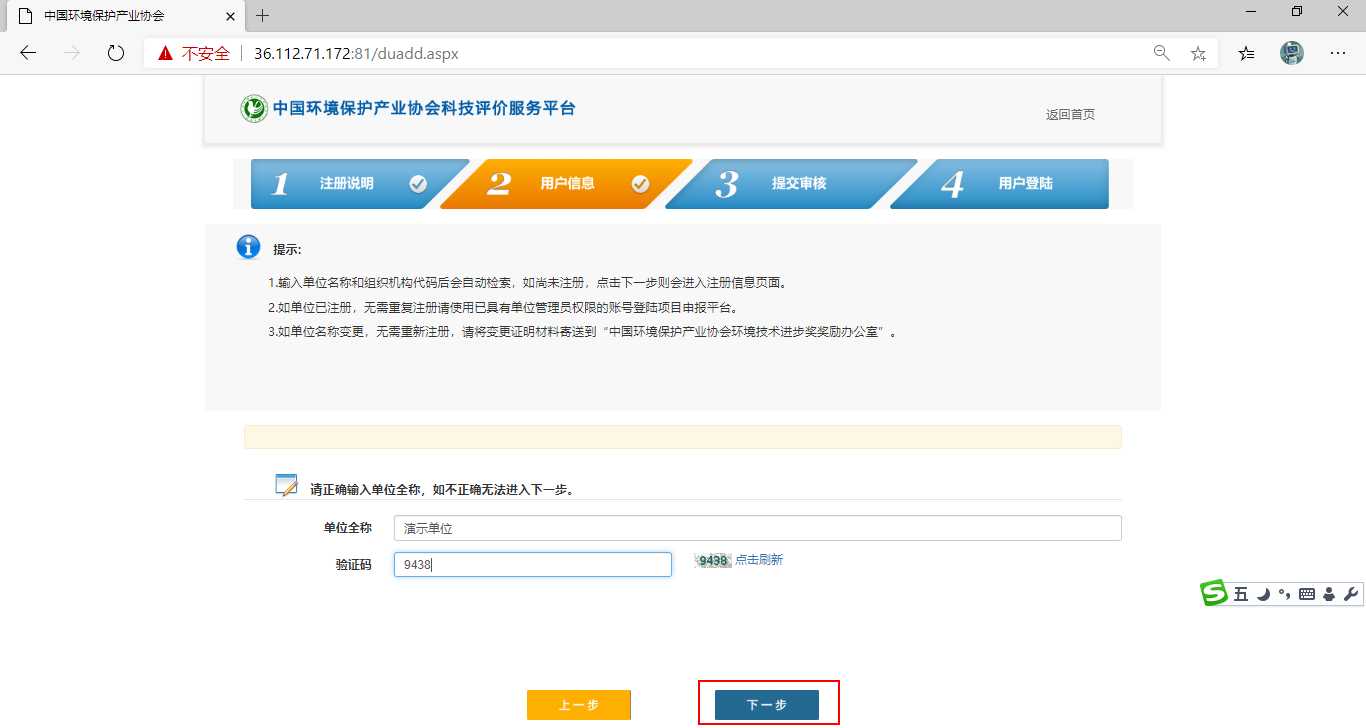 中国环境保护产业协会
不安全 36.112.71.172:81/duadd.aspx
中国环境保护产业协会科技评价服务平台
返回首页
1 注册说明 2 用户信息 3 提交审核 4 用户登陆
提示:
1.输入单位名称和组织机构代码后会自动检索，如尚未注册，点击下一步则会进入注册信息页面。
2.如单位已注册，无需重复注册请使用已具有单位管理员权限的账号登陆项目申报平台。
3.如单位名称变更，无需重新注册，请将变更证明材料寄送到“中国环境保护产业协会环境技术进步奖奖励办公室”。
请正确输入单位全称，如不正确无法进入下一步。
单位全称 演示单位
验证码 9438 9438 点击刷新
五
上一步 下一步